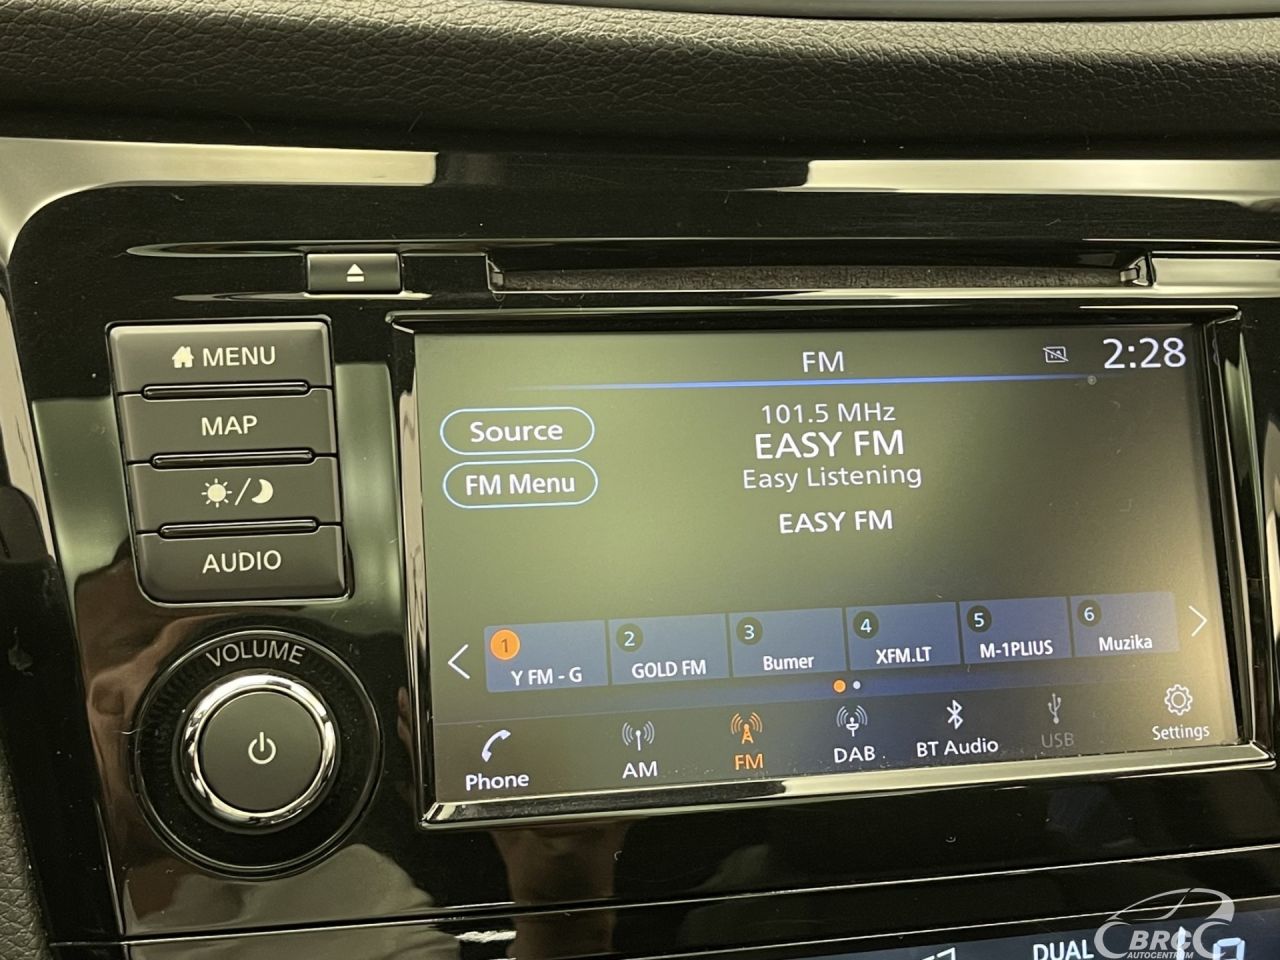 MENU
MAP
AUDIO
VOLUME
FM
2:28
Source
FM Menu
101.5 MHz
EASY FM
Easy Listening
EASY FM
1
Y FM - G
2
GOLD FM
3
Bumer
4
XFM.LT
5
M-1PLIUS
6
Muzika
Phone
AM
FM
DAB
BT Audio
USB
Settings
DUAL
BRC
AUTOCENTRUM